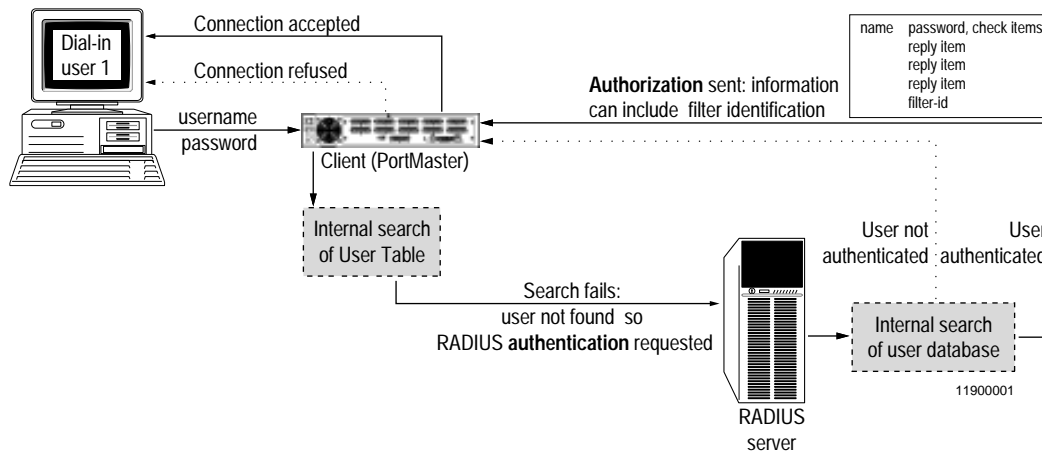 Connection accepted
Dial-in
user 1
Connection refused
username
password
Client (PortMaster)
Authorization sent: information
can include filter identification
name password, check items
reply item
reply item
reply item
filter-id
Internal search
of User Table
Search fails:
user not found so
RADIUS authentication requested
RADIUS
server
User not
authenticated
User
authenticated
Internal search
of user database
11900001